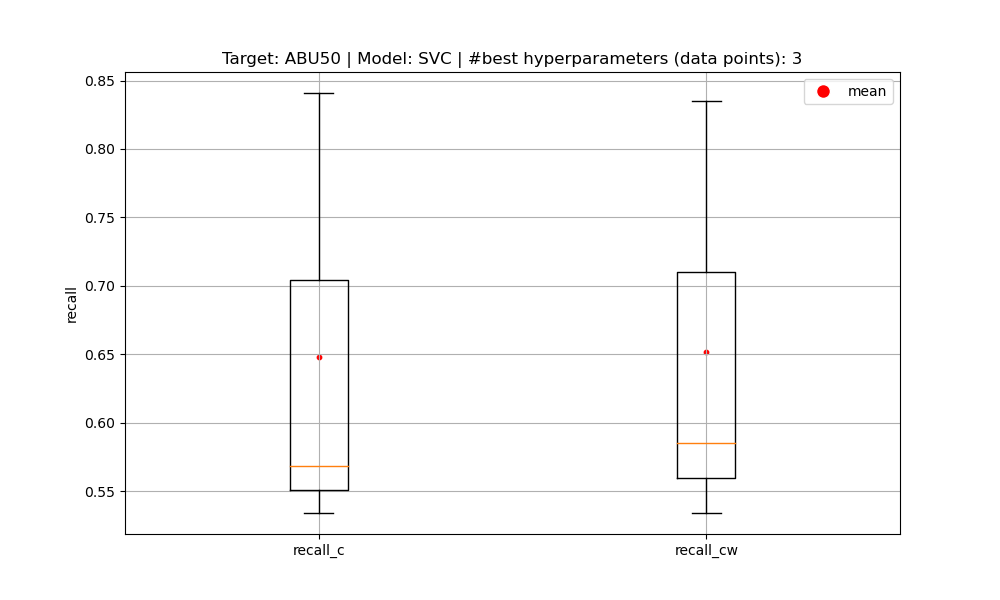 Target: ABU50 | Model: SVC | #best hyperparameters (data points): 3
mean
0.85
0.80
0.75
0.70
0.65
0.60
0.55
recall
recall_c
recall_cw